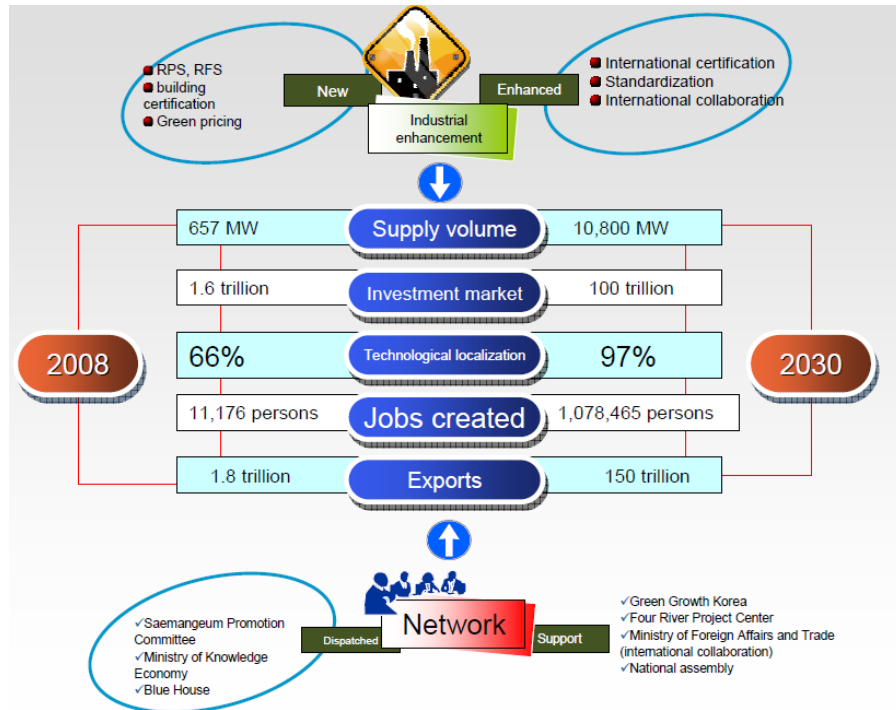 RPS, RFS
building
certification
Green pricing
New
Enhanced
International certification
Standardization
International collaboration
Industrial
enhancement
657 MW
Supply volume
10,800 MW
1.6 trillion
Investment market
100 trillion
2008
66%
Technological localization
97%
2030
11,176 persons
Jobs created
1,078,465 persons
1.8 trillion
Exports
150 trillion
Saemangeum Promotion
Committee
Ministry of Knowledge
Economy
Blue House
Dispatched
Network
Support
Green Growth Korea
Four River Project Center
Ministry of Foreign Affairs and Trade
(international collaboration)
National assembly